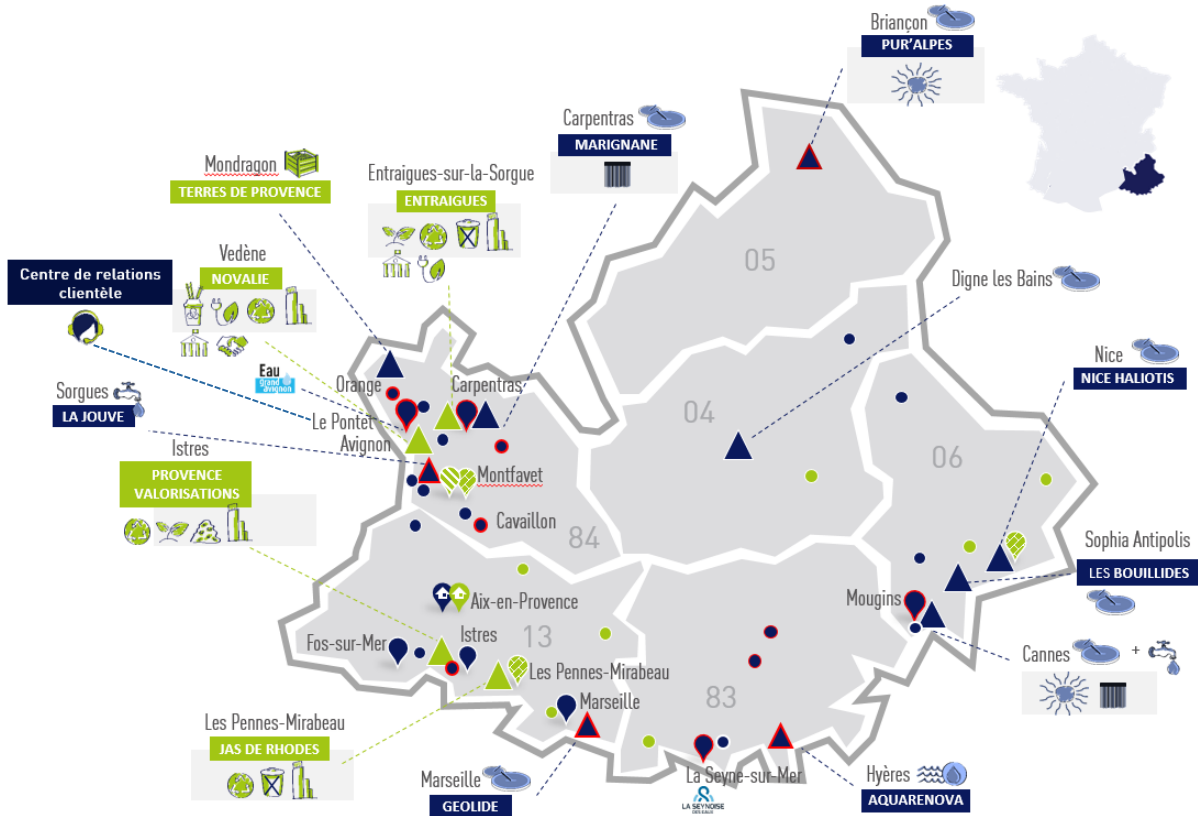 Briançon
PUR'ALPES
Carpentras
MARIGNANE
Mondragon
TERRES DE PROVENCE
Entraigues-sur-la-Sorgue
ENTRAIGUES
Vedène
NOVALIE
Centre de relations
clientèle
05
Digne les Bains
Eau
grand avignon
Orange
Carpentras
Nice
NICE HALIOTIS
Sorgues
LA JOUVE
Le Pontet
Avignon
04
06
Istres
PROVENCE
VALORISATIONS
Montfavet
Cavaillon
84
Sophia Antipolis
LES BOUILLIDES
Aix-en-Provence
Mougins
13
Fos-sur-Mer
Istres
Cannes
+
Les Pennes-Mirabeau
83
Marseille
Les Pennes-Mirabeau
JAS DE RHODES
Marseille
GEOLIDE
La Seyne-sur-Mer
LA SEYNOISE
DES EAUX
Hyères
AQUARENOVA